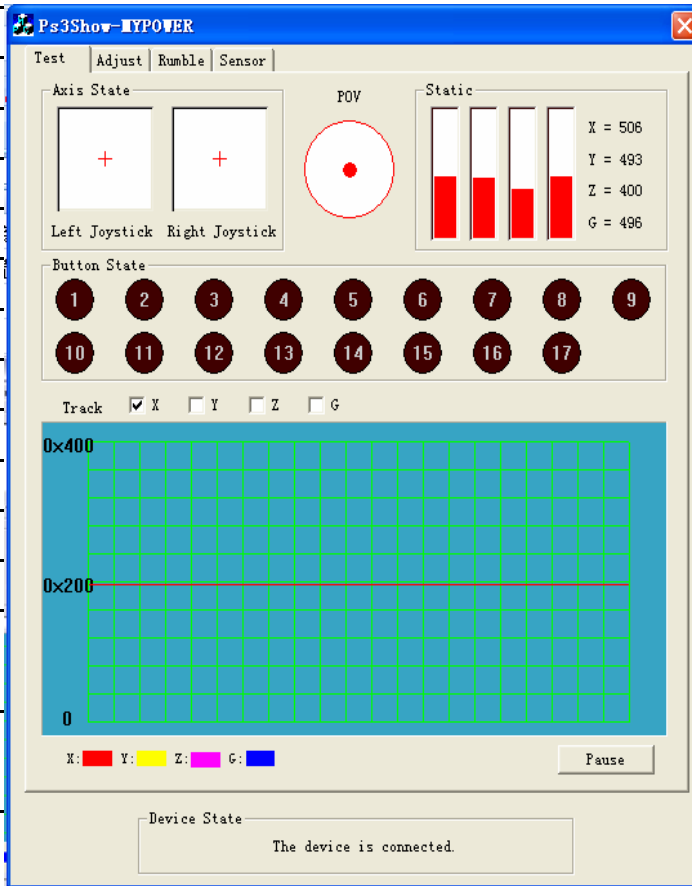 Ps3Show-MYPOWER
Test Adjust Rumble Sensor
Axis State
Left Joystick Right Joystick
POV
Static
X = 506
Y = 493
Z = 400
G = 496
Button State
1 2 3 4 5 6 7 8 9
10 11 12 13 14 15 16 17
Track X Y Z G
0x400
0x200
0
X: Y: Z: G:
Pause
Device State
The device is connected.